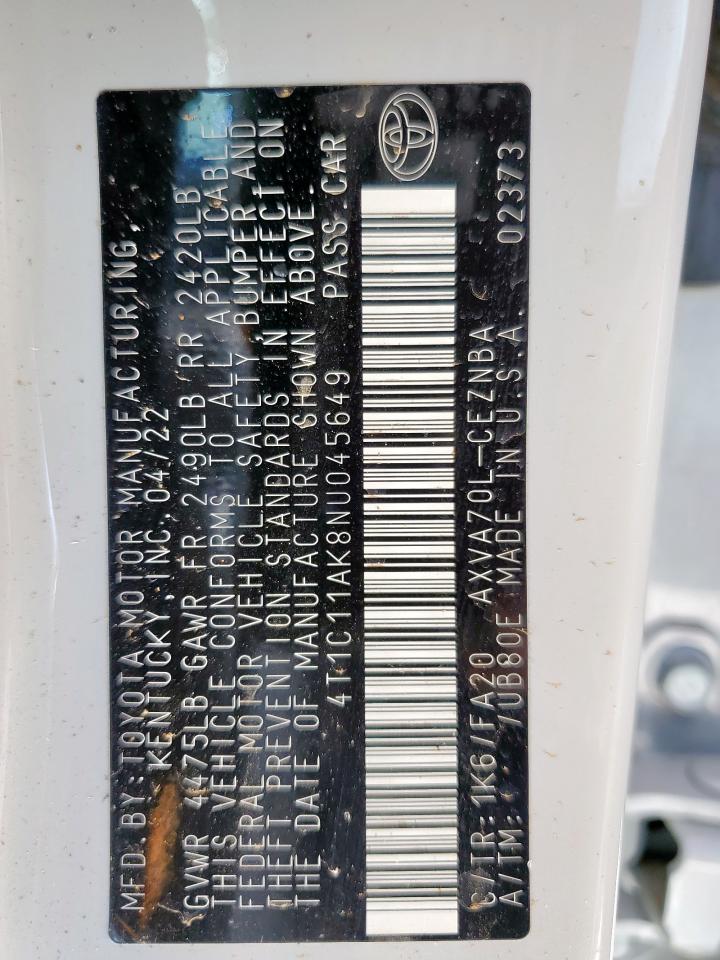 MFD BY:TOYOTA MOTOR MANUFACTURING,
KENTUCKY,INC. 04/22
GVWR 4475LB GAWR FR 2490LB RR 2420LB
THIS VEHICLE CONFORMS TO ALL APPLICABLE
FEDERAL MOTOR VEHICLE SAFETY BUMPER AND
THEFT PREVENTION STANDARDS IN EFFECT ON
THE DATE OF MANUFACTURE SHOWN ABOVE.
4T1C11AK8NU045649 PASS.CAR
C/TR:1K6/FA20 AXVA70L-CEZNBA
A/TM: /UB80E MADE IN U.S.A. 02373